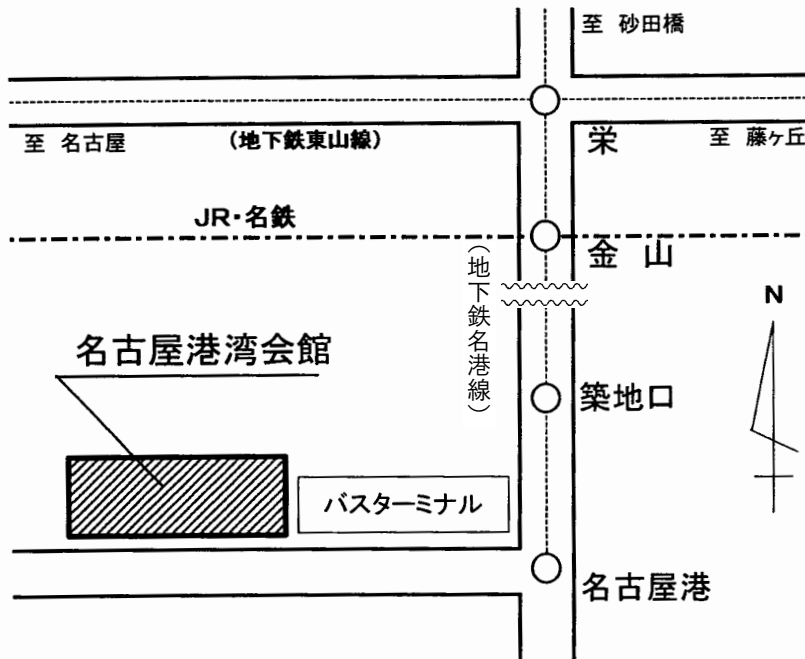 至 砂田橋
至 名古屋
(地下鉄東山線)
栄
至 藤ヶ丘
JR・名鉄
金 山
(地下鉄名港線)
N
名古屋港湾会館
築地口
バスターミナル
名古屋港